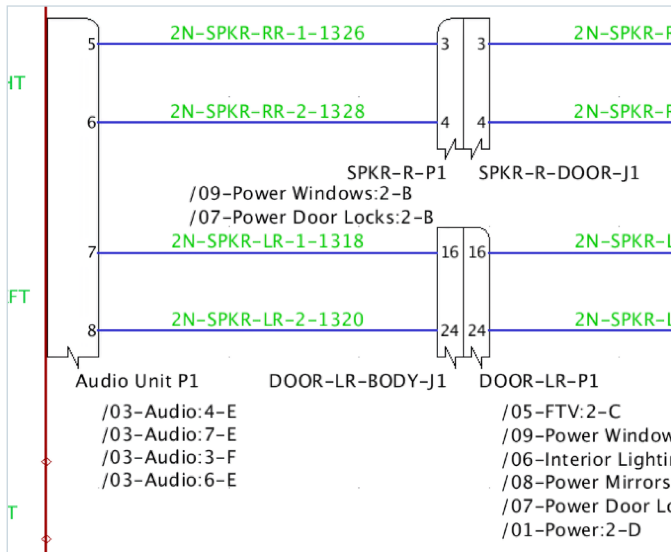 5 2N-SPKR-RR-1-1326 3 3 2N-SPKR-R
HT
6 2N-SPKR-RR-2-1328 4 4 2N-SPKR-R
SPKR-R-P1 SPKR-R-DOOR-J1
/09-Power Windows:2-B
/07-Power Door Locks:2-B
7 2N-SPKR-LR-1-1318 16 16 2N-SPKR-L
FT
8 2N-SPKR-LR-2-1320 24 24 2N-SPKR-L
Audio Unit P1 DOOR-LR-BODY-J1 DOOR-LR-P1
/03-Audio:4-E /05-FTV:2-C
/03-Audio:7-E /09-Power Window
/03-Audio:3-F /06-Interior Lightin
/03-Audio:6-E /08-Power Mirrors
T /07-Power Door Lo
/01-Power:2-D